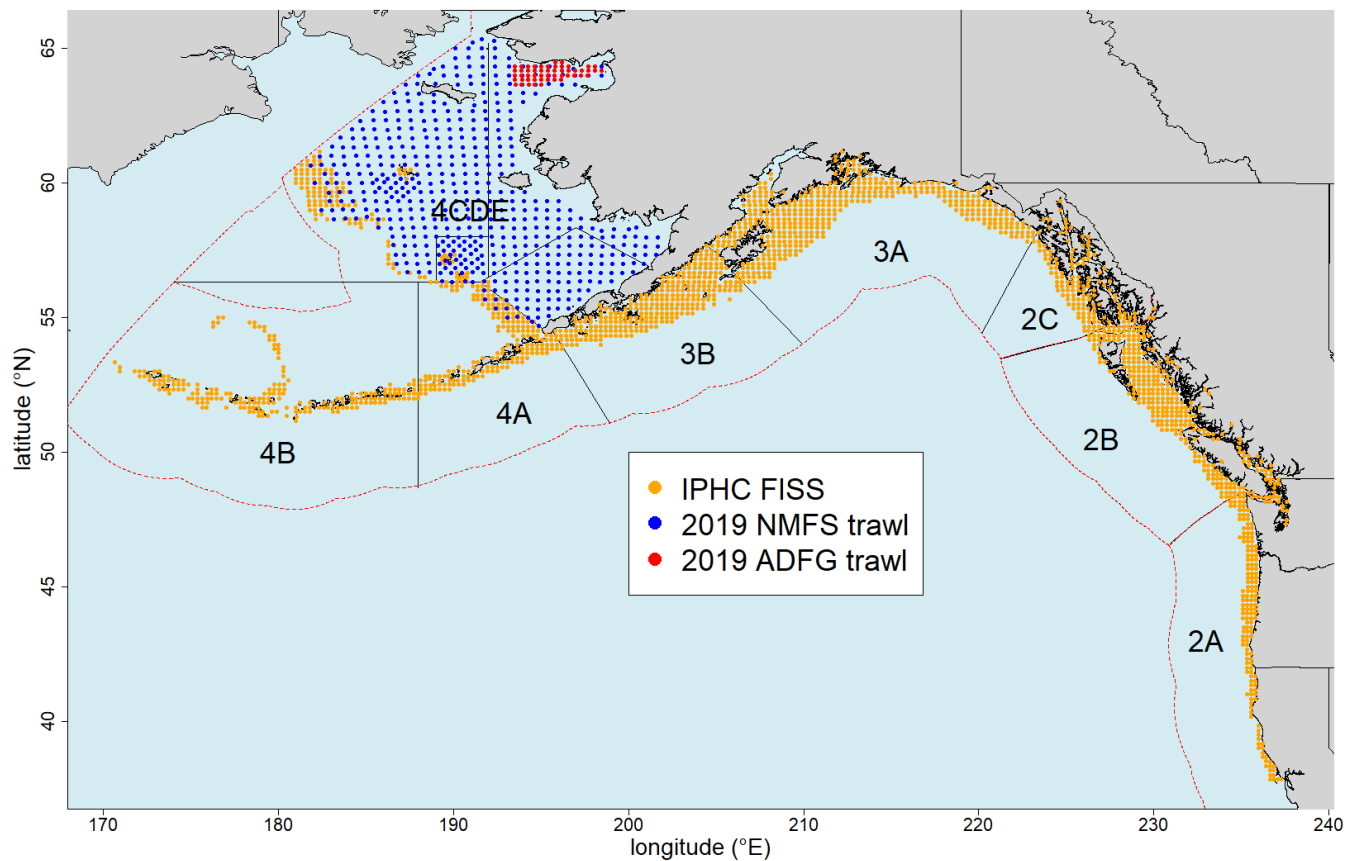 65
60
55
50
45
40
latitude (°N)
4CDE
3A
2C
3B
4A
2B
4B
2A
IPHC FISS
2019 NMFS trawl
2019 ADFG trawl
170
180
190
200
210
220
230
240
longitude (°E)